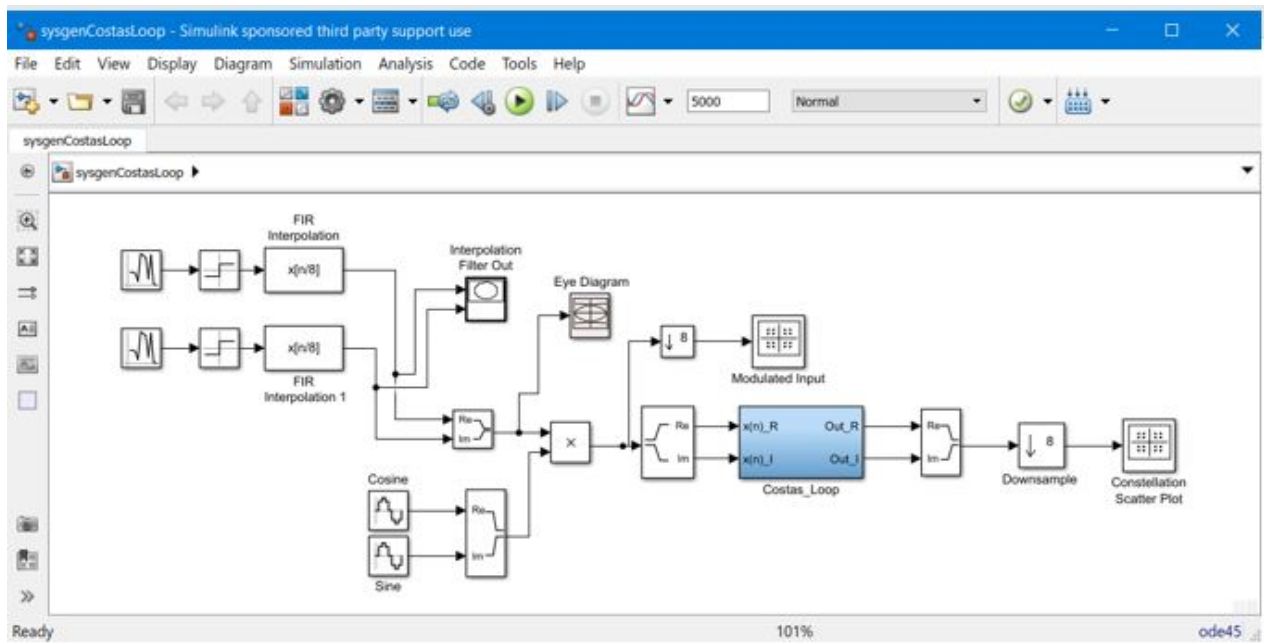 sysgenCostasLoop - Simulink sponsored third party support use
File Edit View Display Diagram Simulation Analysis Code Tools Help
5000 Normal
sysgenCostasLoop
sysgenCostasLoop
FIR
Interpolation
x[n/8]
Interpolation
Filter Out
Eye Diagram
x[n/8]
FIR
Interpolation 1
8
Modulated Input
Re
Im
×
Re
Im
x(n)_R Out_R
x(n)_I Out_I
Costas_Loop
Re
Im
8
Downsample
Constellation
Scatter Plot
Cosine
Re
Im
Sine
Ready 101% ode45